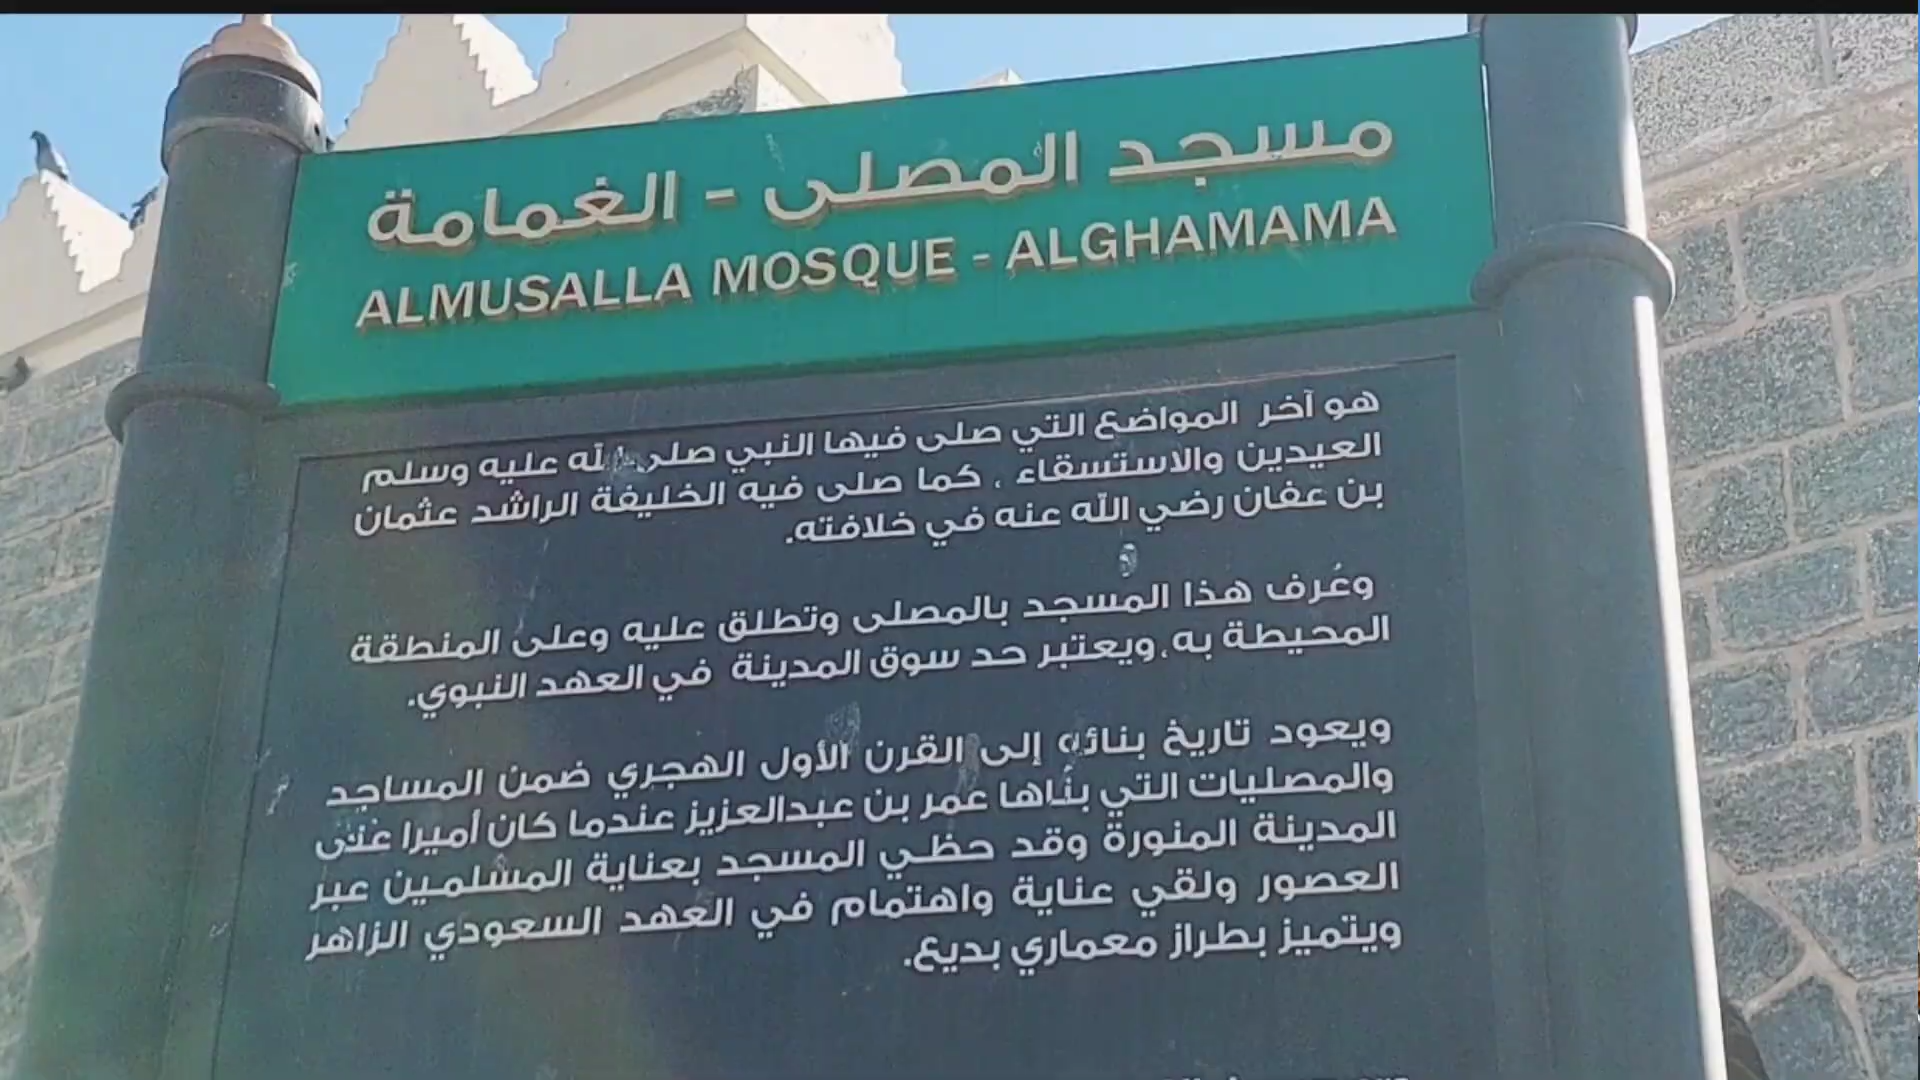 مسجد المصلى - الغمامة
ALMUSALLA MOSQUE - ALGHAMAMA
هو آخر المواضع التي صلى فيها النبي صلى الله عليه وسلم
العيدين والاستسقاء ، كما صلى فيه الخليفة الراشد عثمان
بن عفان رضي الله عنه في خلافته.
وعُرف هذا المسجد بالمصلى وتطلق عليه وعلى المنطقة
المحيطة به، ويعتبر حد سوق المدينة في العهد النبوي.
ويعود تاريخ بنائه إلى القرن الأول الهجري ضمن المساجد
والمصليات التي بناها عمر بن عبدالعزيز عندما كان أميرا على
المدينة المنورة وقد حظي المسجد بعناية المسلمين عبر
العصور ولقي عناية واهتمام في العهد السعودي الزاهر
ويتميز بطراز معماري بديع.